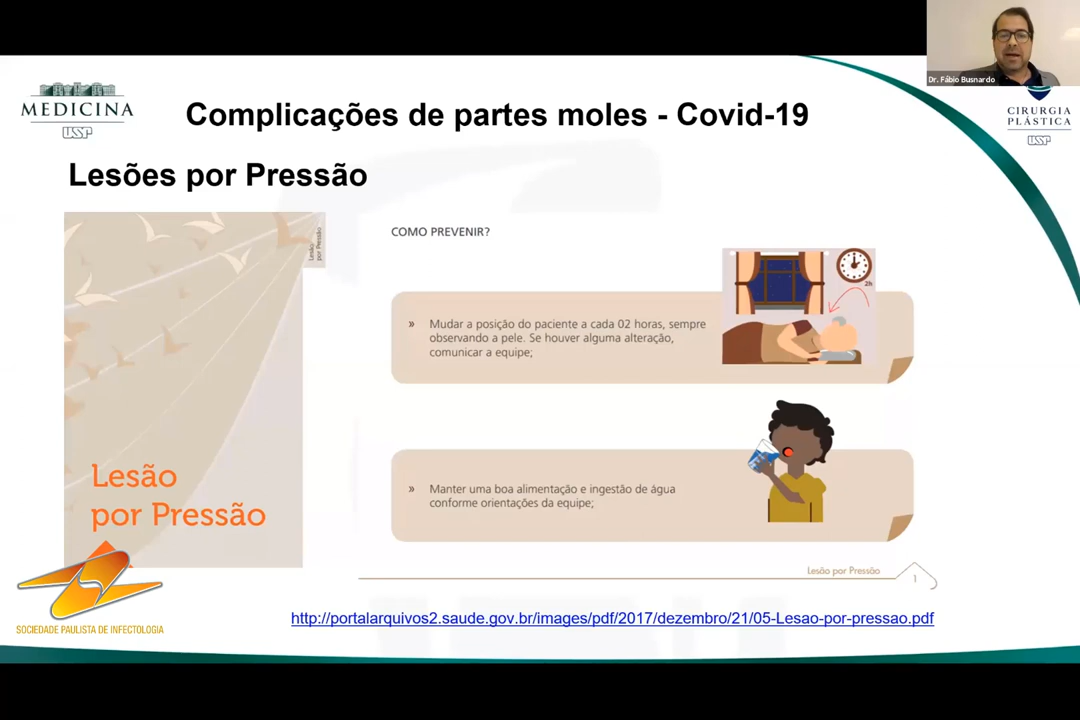 Dr. Fábio Busnardo
MEDICINA
USP
Complicações de partes moles - Covid-19
CIRURGIA
PLÁSTICA
USP
Lesões por Pressão
Lesão
por Pressão
COMO PREVENIR?
2h
» Mudar a posição do paciente a cada 02 horas, sempre
observando a pele. Se houver alguma alteração,
comunicar a equipe;
» Manter uma boa alimentação e ingestão de água
conforme orientações da equipe;
Lesão
por Pressão
Lesão por Pressão
1
SOCIEDADE PAULISTA DE INFECTOLOGIA
http://portalarquivos2.saude.gov.br/images/pdf/2017/dezembro/21/05-Lesao-por-pressao.pdf